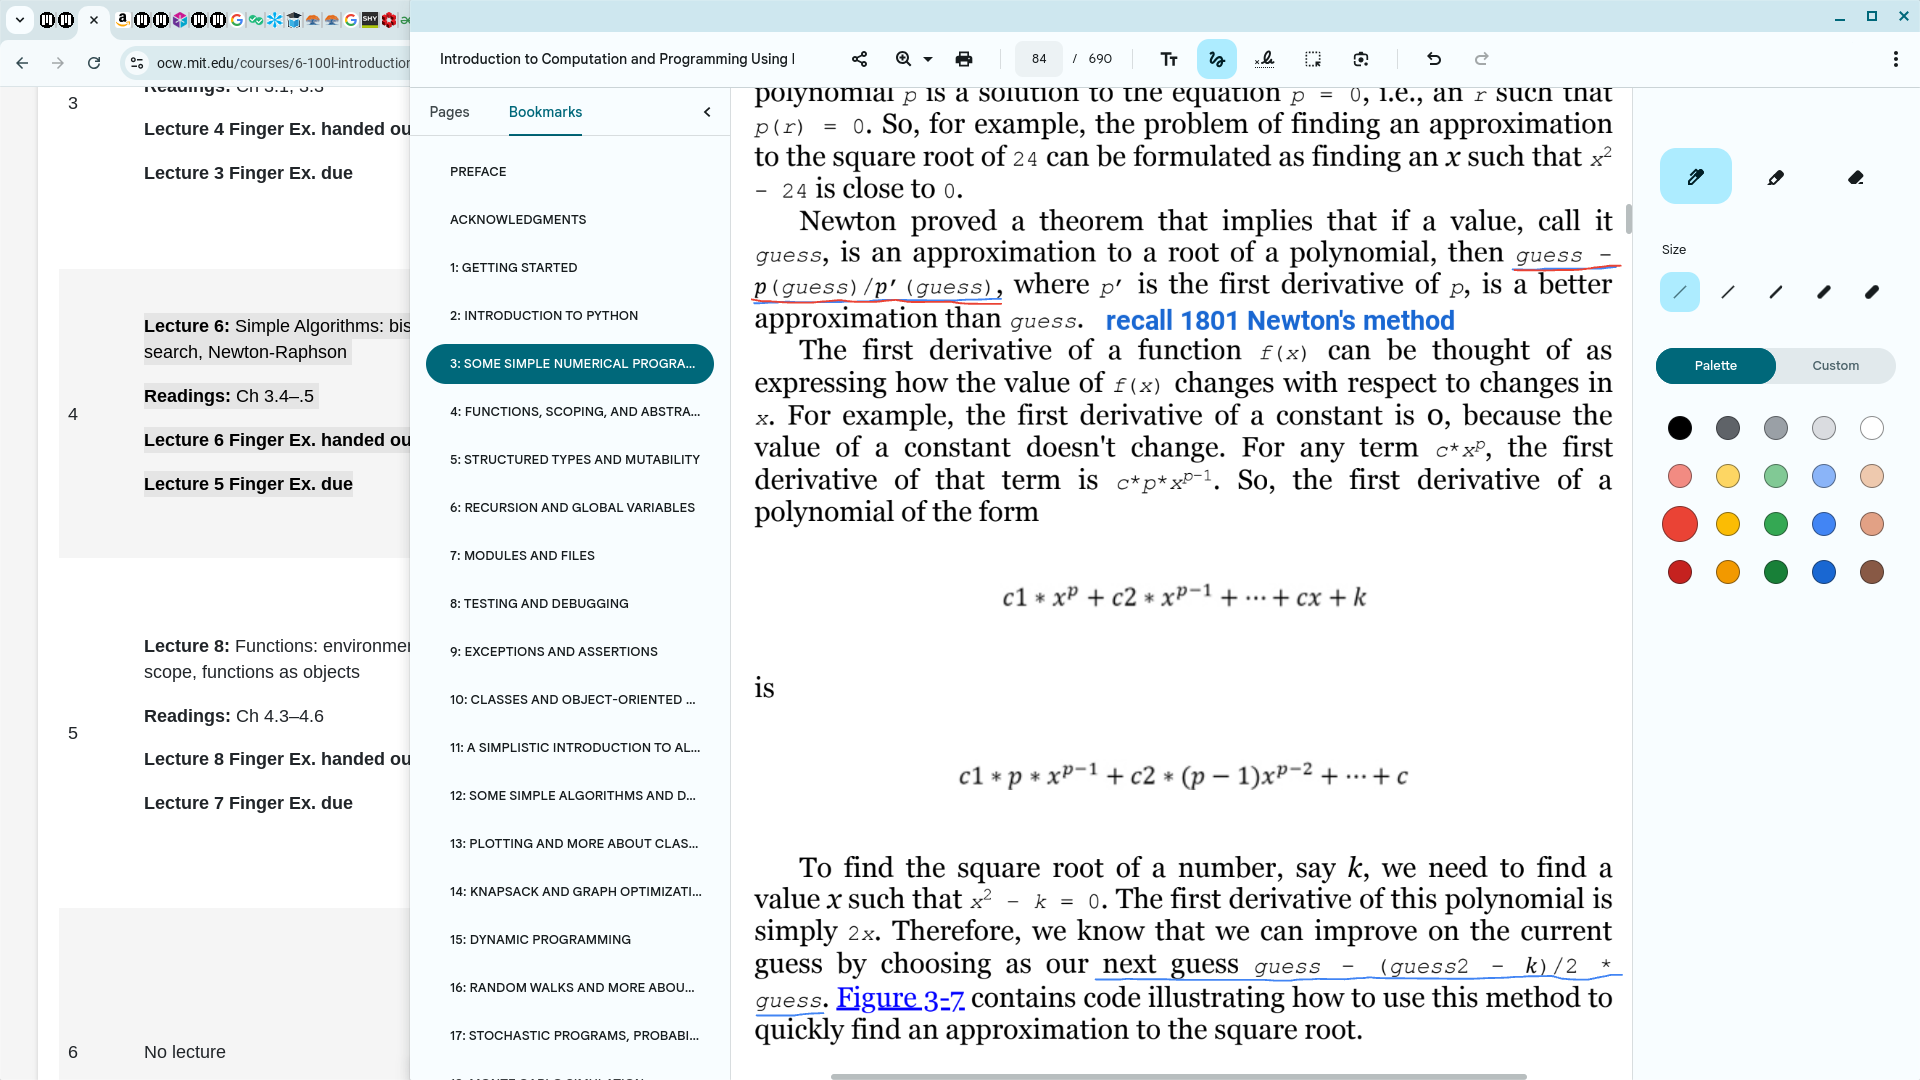 ocw.mit.edu/courses/6-100l-introduction
3
Readings: Ch 3.1, 3.3
Lecture 4 Finger Ex. handed ou
Lecture 3 Finger Ex. due
4
Lecture 6: Simple Algorithms: bis
search, Newton-Raphson
Readings: Ch 3.4–.5
Lecture 6 Finger Ex. handed ou
Lecture 5 Finger Ex. due
5
Lecture 8: Functions: environmen
scope, functions as objects
Readings: Ch 4.3–4.6
Lecture 8 Finger Ex. handed ou
Lecture 7 Finger Ex. due
6
No lecture
Introduction to Computation and Programming Using
84 / 690
Pages
Bookmarks
PREFACE
ACKNOWLEDGMENTS
1: GETTING STARTED
2: INTRODUCTION TO PYTHON
3: SOME SIMPLE NUMERICAL PROGRA...
4: FUNCTIONS, SCOPING, AND ABSTRA...
5: STRUCTURED TYPES AND MUTABILITY
6: RECURSION AND GLOBAL VARIABLES
7: MODULES AND FILES
8: TESTING AND DEBUGGING
9: EXCEPTIONS AND ASSERTIONS
10: CLASSES AND OBJECT-ORIENTED ...
11: A SIMPLISTIC INTRODUCTION TO AL...
12: SOME SIMPLE ALGORITHMS AND D...
13: PLOTTING AND MORE ABOUT CLAS...
14: KNAPSACK AND GRAPH OPTIMIZATI...
15: DYNAMIC PROGRAMMING
16: RANDOM WALKS AND MORE ABOU...
17: STOCHASTIC PROGRAMS, PROBABI...
polynomial p is a solution to the equation p = 0, i.e., an r such that
p(r) = 0. So, for example, the problem of finding an approximation
to the square root of 24 can be formulated as finding an x such that x²
- 24 is close to 0.
Newton proved a theorem that implies that if a value, call it
guess, is an approximation to a root of a polynomial, then guess –
p(guess)/p'(guess), where p' is the first derivative of p, is a better
approximation than guess. recall 1801 Newton's method
The first derivative of a function f(x) can be thought of as
expressing how the value of f(x) changes with respect to changes in
x. For example, the first derivative of a constant is 0, because the
value of a constant doesn't change. For any term c*xᵖ, the first
derivative of that term is c*p*xᵖ⁻¹. So, the first derivative of a
polynomial of the form
c1 ∗ xᵖ + c2 ∗ xᵖ⁻¹ + ⋯ + cx + k
is
c1 ∗ p ∗ xᵖ⁻¹ + c2 ∗ (p − 1)xᵖ⁻² + ⋯ + c
To find the square root of a number, say k, we need to find a
value x such that x² - k = 0. The first derivative of this polynomial is
simply 2x. Therefore, we know that we can improve on the current
guess by choosing as our next guess guess - (guess2 - k)/2 *
guess. Figure 3-7 contains code illustrating how to use this method to
quickly find an approximation to the square root.
Size
Palette
Custom